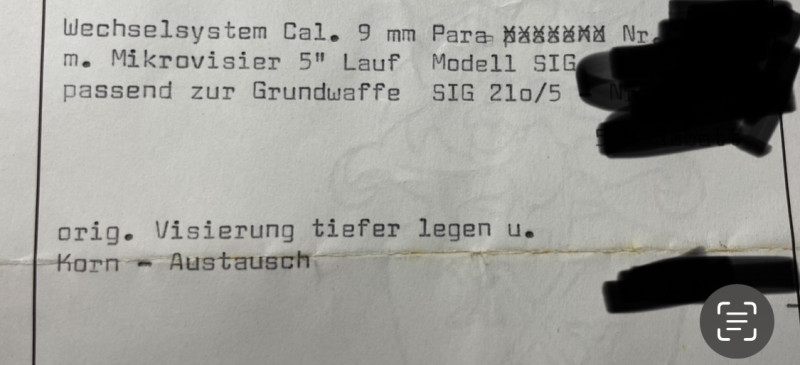 Wechselsystem Cal. 9 mm Para Nr.
m. Mikrovisier 5" Lauf Modell SIG
passend zur Grundwaffe SIG 21o/5
orig. Visierung tiefer legen u.
Korn - Austausch